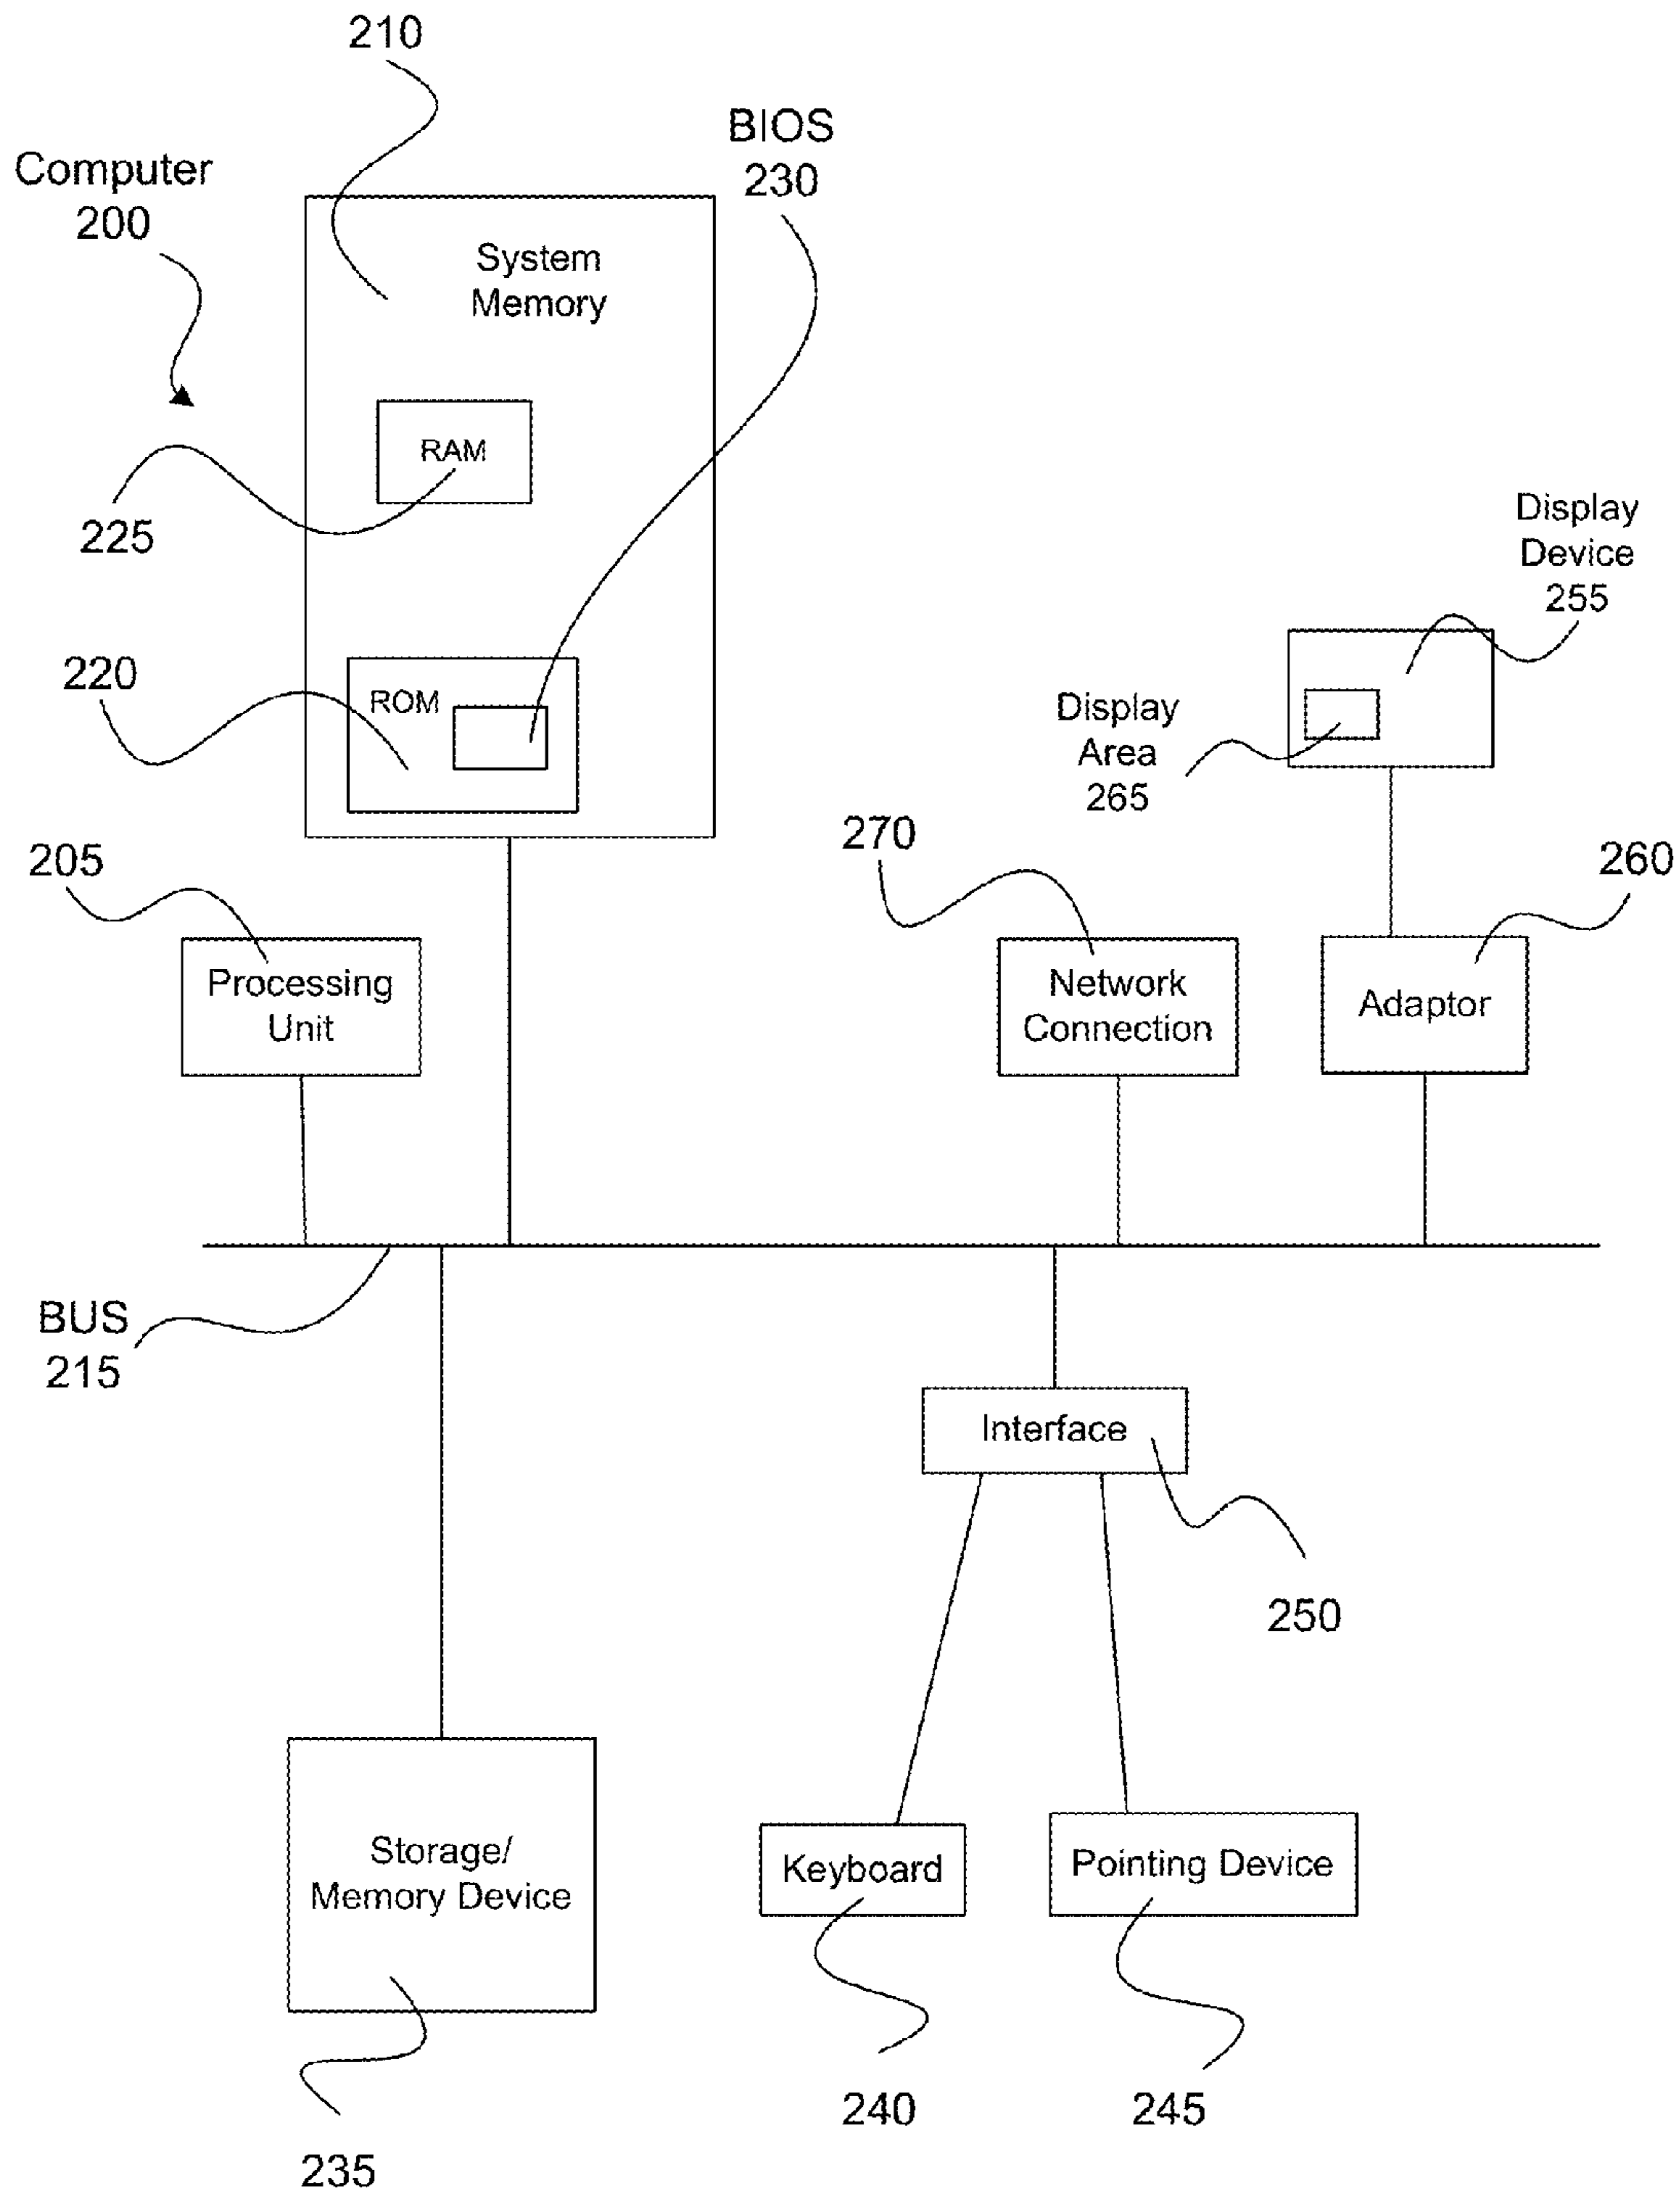 210
BIOS
230
Computer
200
System
Memory
RAM
225
Display
Device
255
220
ROM
Display
Area
265
270
205
260
Processing
Unit
Network
Connection
Adaptor
BUS
215
Interface
250
Storage/
Memory Device
Keyboard
Pointing Device
240
245
235